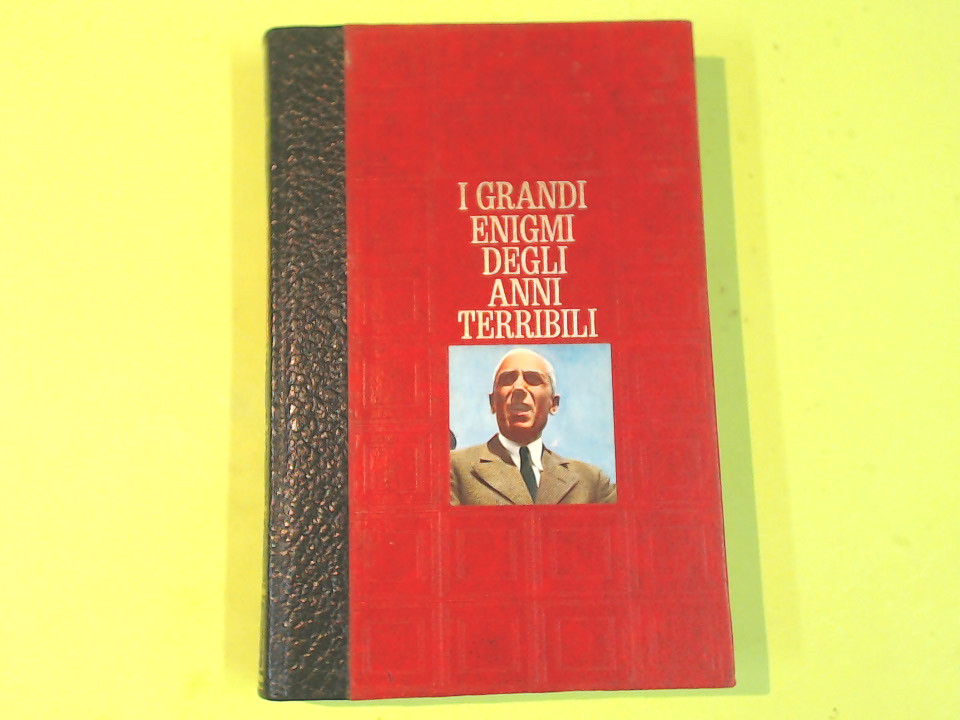 I GRANDI
ENIGMI
DEGLI
ANNI
TERRIBILI